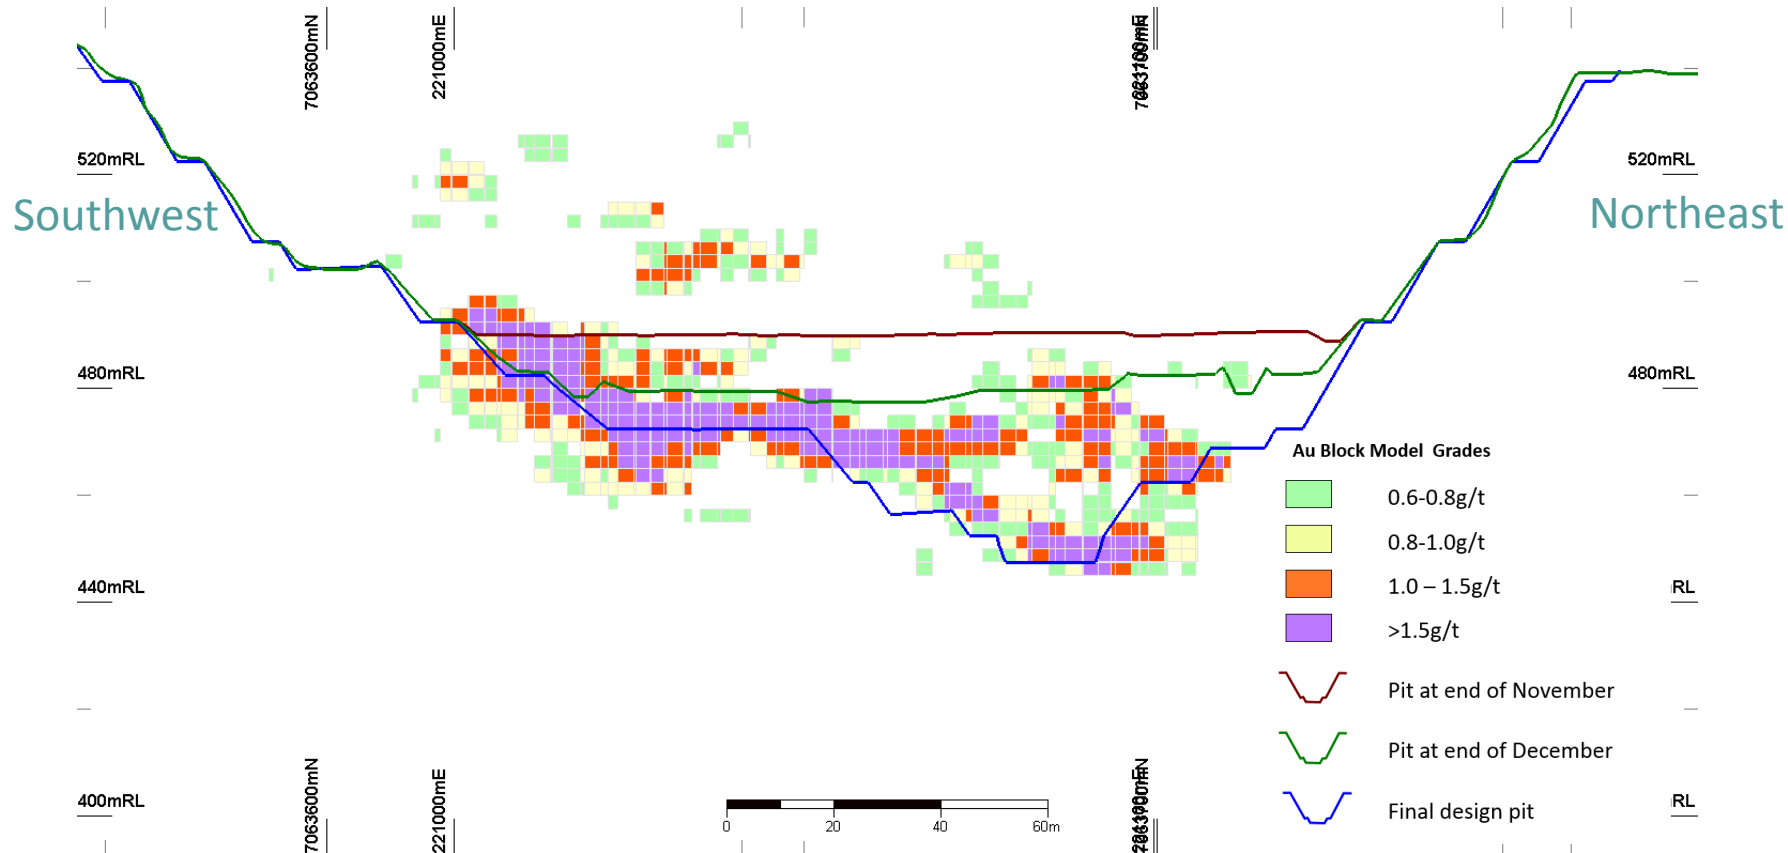 7063600mN
221000mE
520mRL
520mRL
Southwest
Northeast
480mRL
480mRL
Au Block Model Grades
0.6-0.8g/t
0.8-1.0g/t
1.0 – 1.5g/t
>1.5g/t
440mRL
RL
Pit at end of November
Pit at end of December
Final design pit
7063600mN
221000mE
400mRL
RL
0 20 40 60m